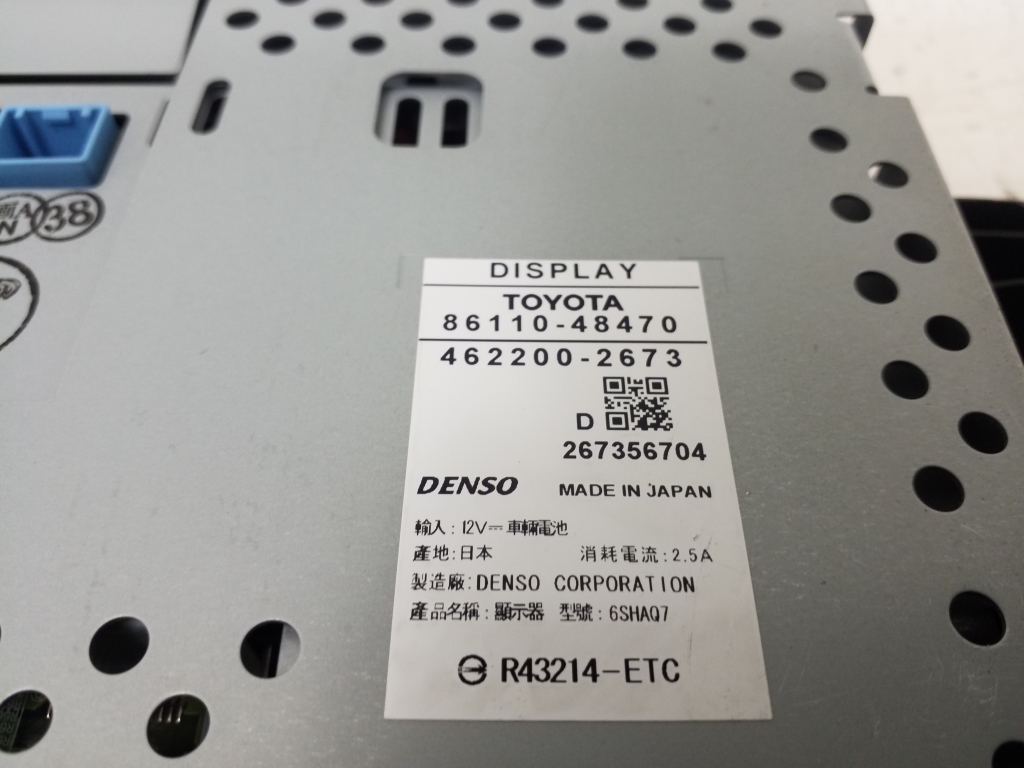 DISPLAY
TOYOTA
86110-48470
462200-2673
D
267356704
DENSO MADE IN JAPAN
輸入：12V⎓車輛電池
產地：日本 消耗電流：2.5A
製造廠：DENSO CORPORATION
產品名稱：顯示器 型號：6SHAQ7
R43214-ETC
38